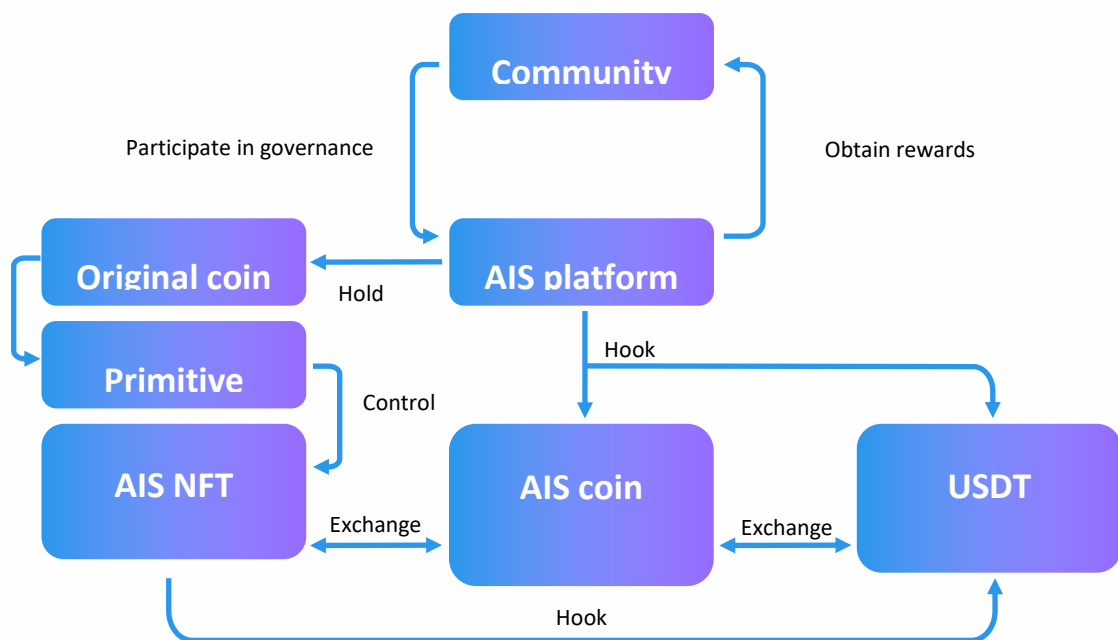 Community
Participate in governance
Obtain rewards
Original coin
AIS platform
Hold
Primitive
Hook
Control
AIS NFT
AIS coin
USDT
Exchange
Exchange
Hook